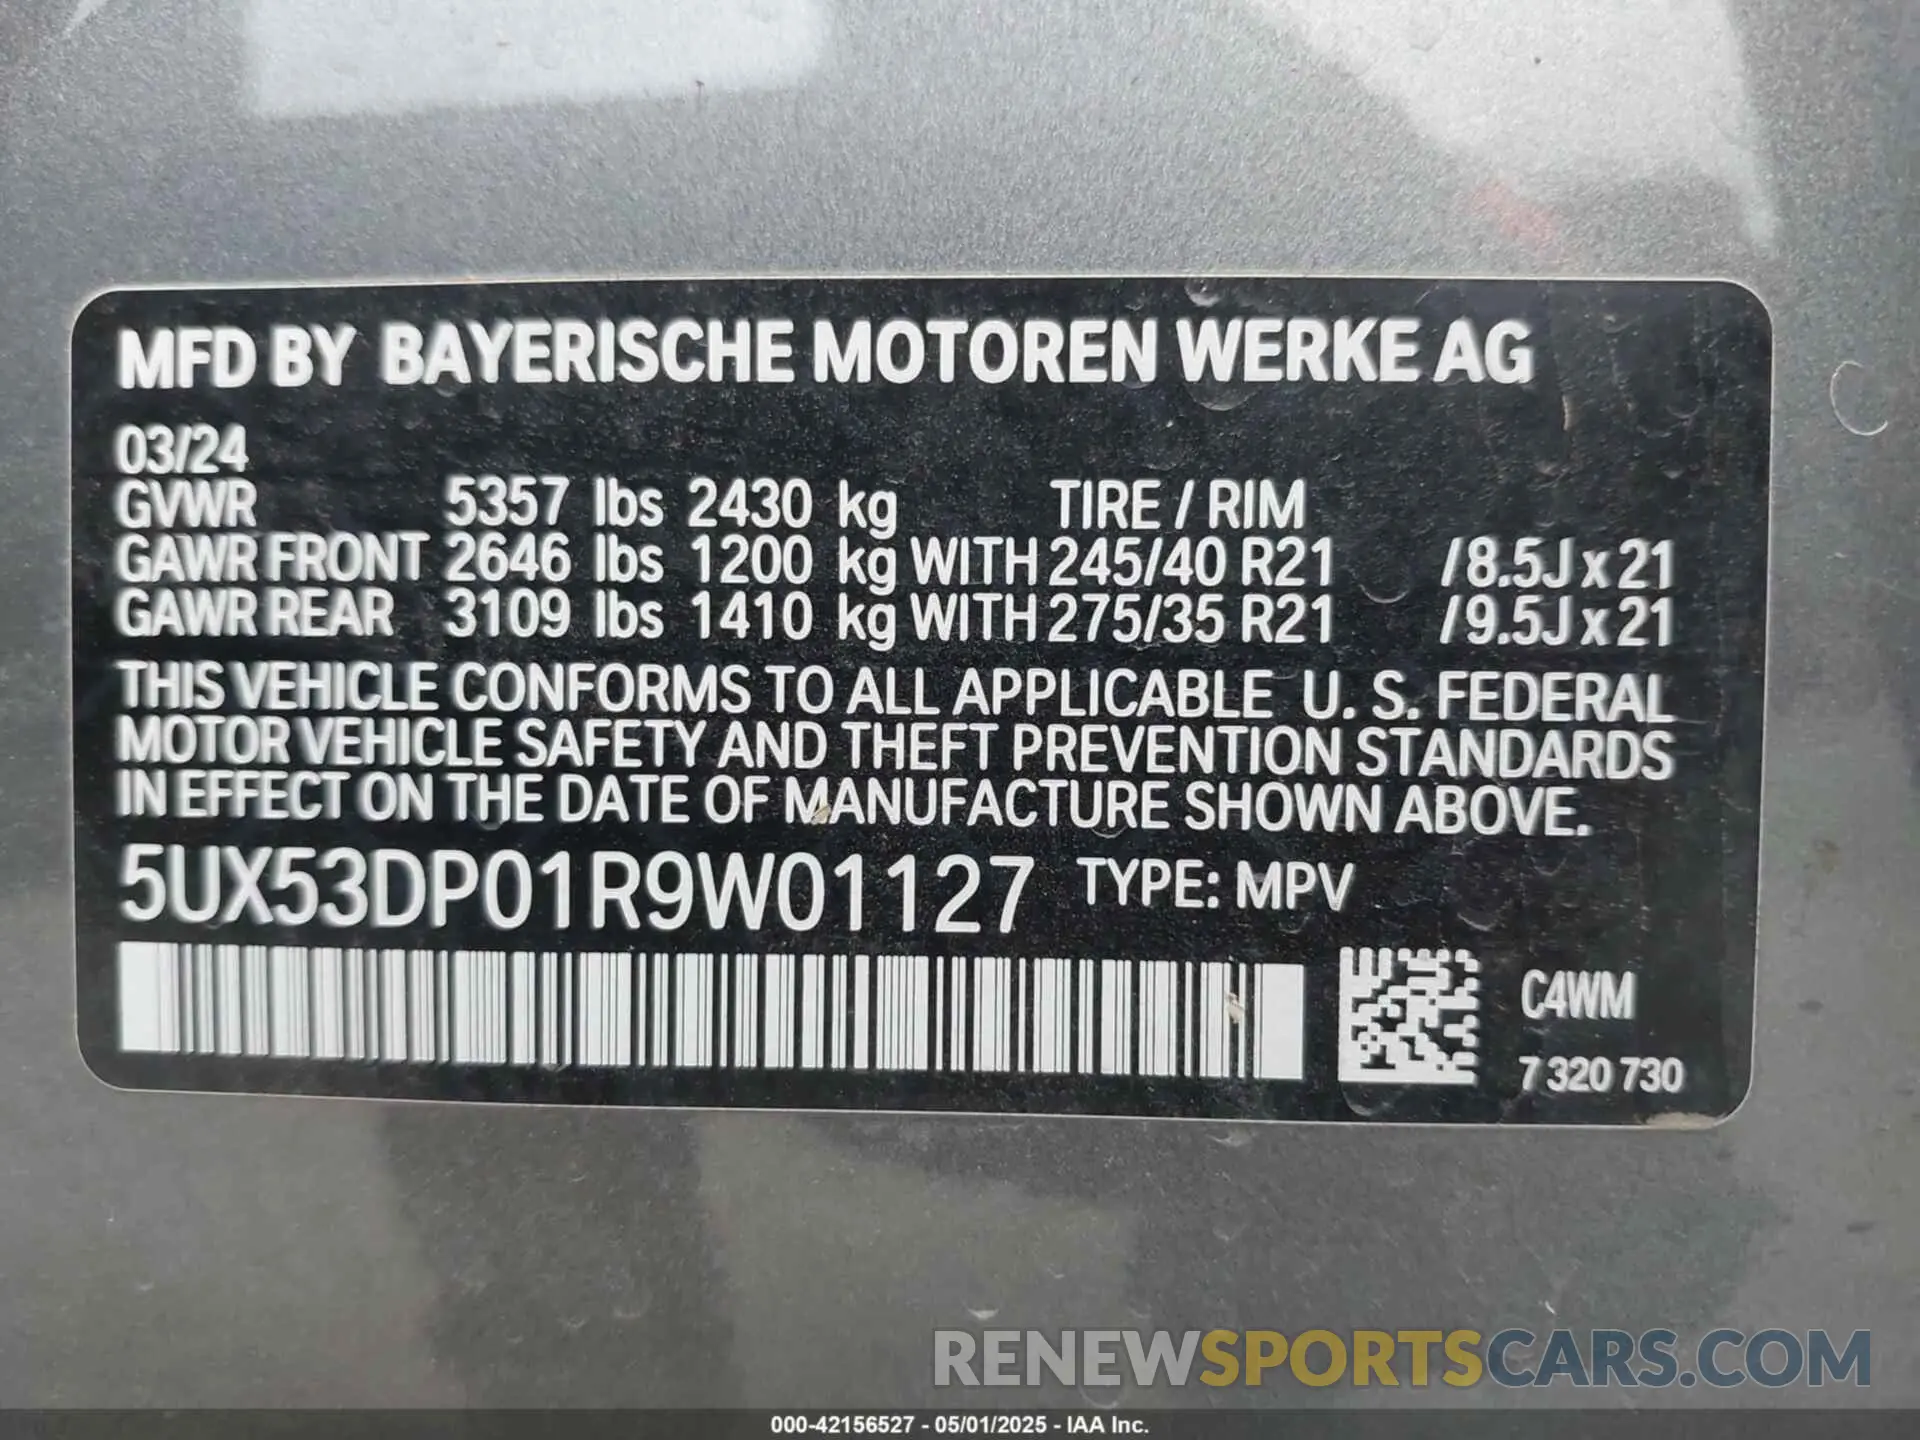 MFD BY BAYERISCHE MOTOREN WERKE AG
03/24
GVWR 5357 lbs 2430 kg TIRE / RIM
GAWR FRONT 2646 lbs 1200 kg WITH 245/40 R21 /8.5J x 21
GAWR REAR 3109 lbs 1410 kg WITH 275/35 R21 /9.5J x 21
THIS VEHICLE CONFORMS TO ALL APPLICABLE U. S. FEDERAL
MOTOR VEHICLE SAFETY AND THEFT PREVENTION STANDARDS
IN EFFECT ON THE DATE OF MANUFACTURE SHOWN ABOVE.
5UX53DP01R9W01127 TYPE: MPV
C4WM
7 320 730
RENEWSPORTSCARS.COM
000-42156527 - 05/01/2025 - IAA Inc.